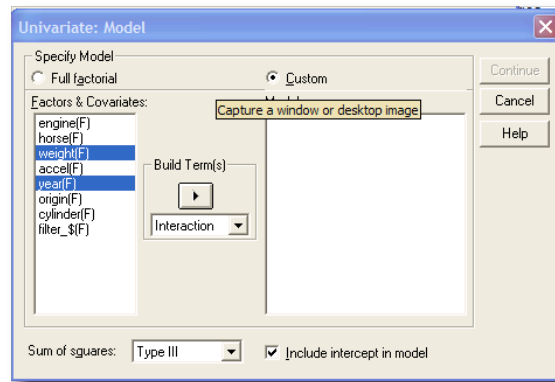 Univariate: Model
Specify Model
Full factorial
Custom
Continue
Factors & Covariates:
Capture a window or desktop image
Cancel
engine(F)
horse(F)
weight(F)
accel(F)
year(F)
origin(F)
cylinder(F)
filter_$(F)
Help
Build Term(s)
Interaction
Sum of squares:
Type III
Include intercept in model